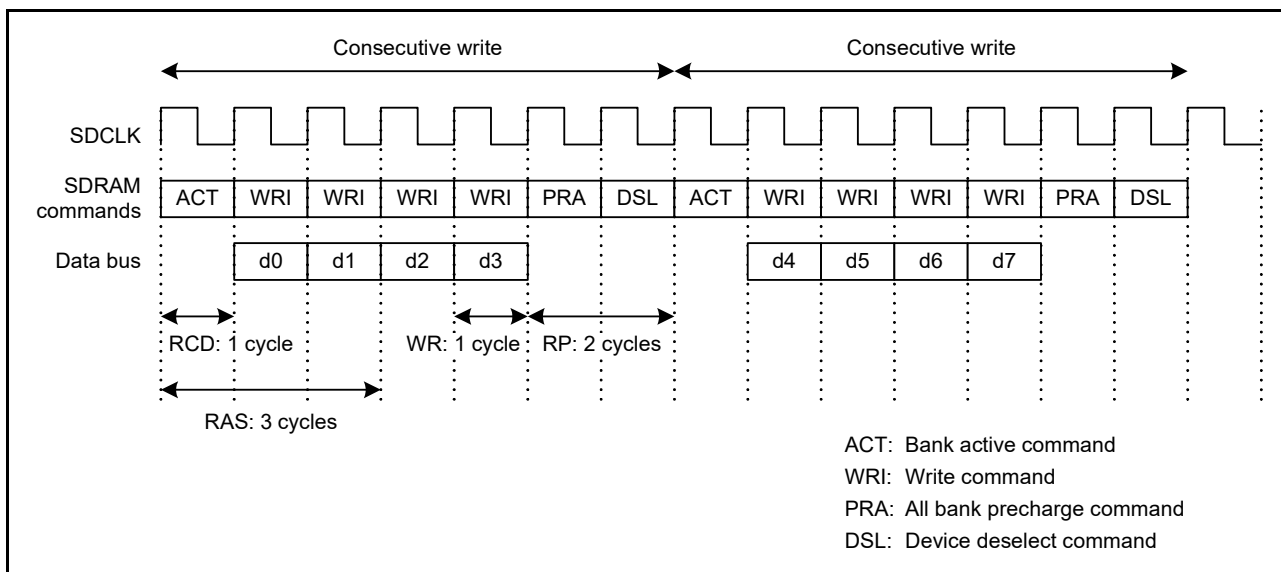 Consecutive write Consecutive write
SDCLK
SDRAM commands
ACT WRI WRI WRI WRI PRA DSL ACT WRI WRI WRI WRI PRA DSL
Data bus d0 d1 d2 d3 d4 d5 d6 d7
RCD: 1 cycle WR: 1 cycle RP: 2 cycles
RAS: 3 cycles
ACT: Bank active command
WRI: Write command
PRA: All bank precharge command
DSL: Device deselect command